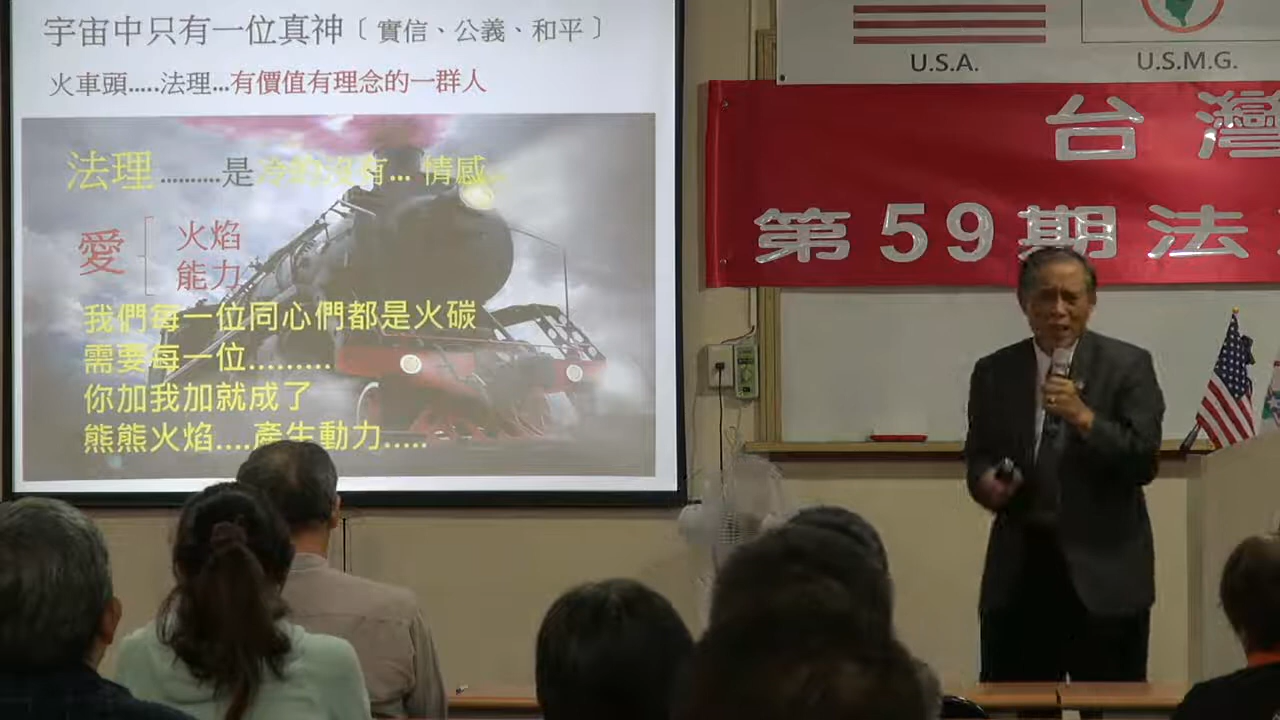 宇宙中只有一位真神〔 實信、公義、和平 〕
火車頭.....法理...有價值有理念的一群人
法理..........是冷的沒有... 情感..
愛
火焰
能力
我們每一位同心們都是火碳
需要每一位.........
你加我加就成了
熊熊火焰....產生動力.....
U.S.A.
U.S.M.G.
台灣
第59期法